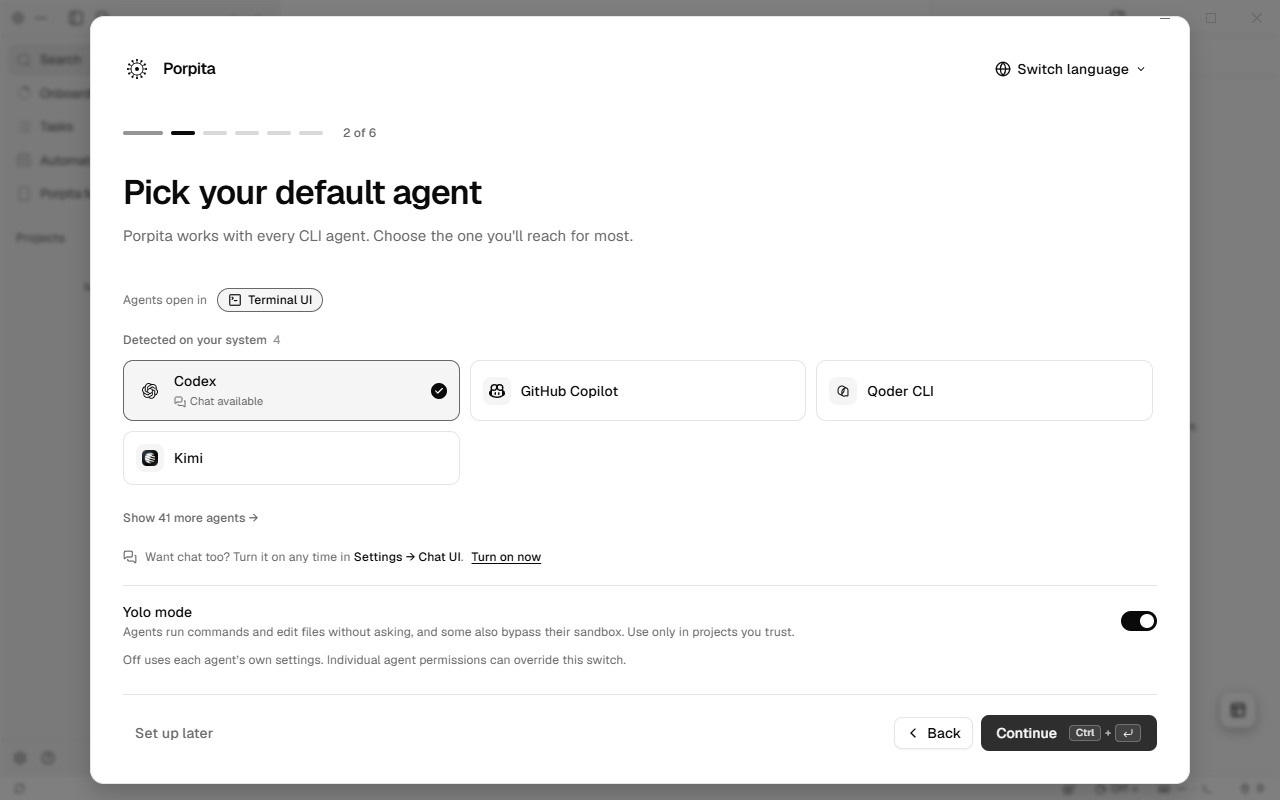 Porpita
Switch language
2 of 6
Pick your default agent
Porpita works with every CLI agent. Choose the one you'll reach for most.
Agents open in Terminal UI
Detected on your system 4
Codex
Chat available
GitHub Copilot
Qoder CLI
Kimi
Show 41 more agents →
Want chat too? Turn it on any time in Settings → Chat UI. Turn on now
Yolo mode
Agents run commands and edit files without asking, and some also bypass their sandbox. Use only in projects you trust.
Off uses each agent's own settings. Individual agent permissions can override this switch.
Set up later
Back
Continue Ctrl + ↵
Search
Tasks
Projects